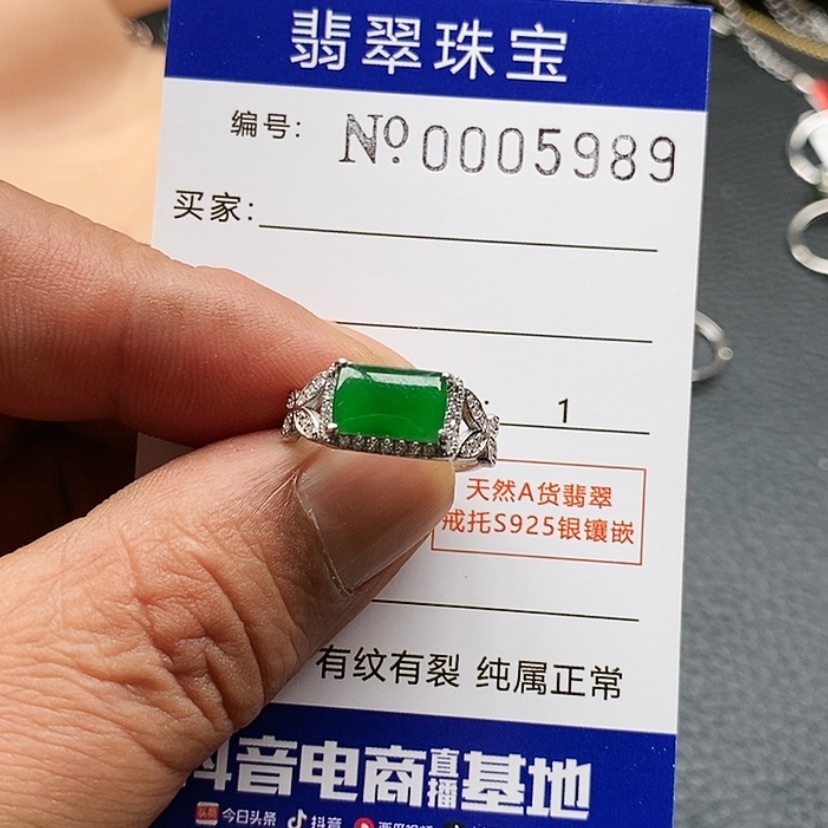 翡翠珠宝
编号: №0005989
买家:
1
天然A货翡翠
戒托S925银镶嵌
有纹有裂 纯属正常
抖音电商直播基地
今日头条 抖音